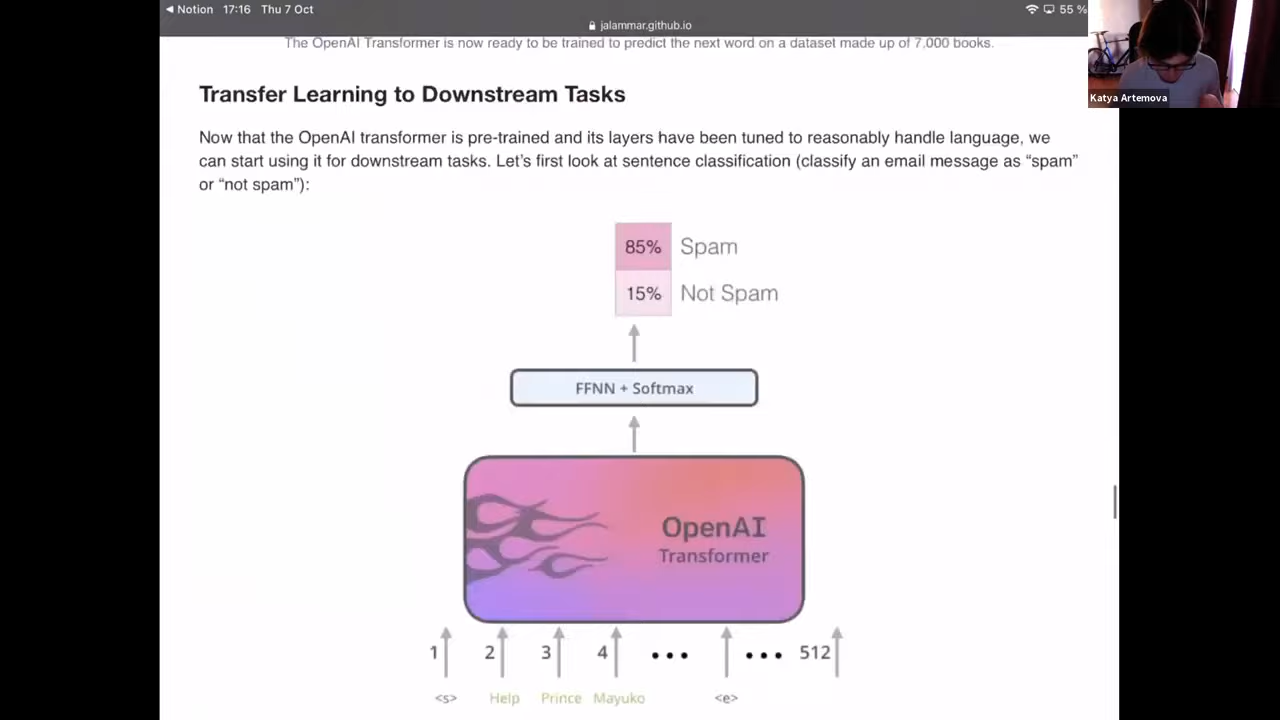 Notion 17:16 Thu 7 Oct
55 %
jalammar.github.io
The OpenAI Transformer is now ready to be trained to predict the next word on a dataset made up of 7,000 books.
Katya Artemova
Transfer Learning to Downstream Tasks
Now that the OpenAI transformer is pre-trained and its layers have been tuned to reasonably handle language, we
can start using it for downstream tasks. Let’s first look at sentence classification (classify an email message as “spam”
or “not spam”):
85% Spam
15% Not Spam
FFNN + Softmax
OpenAI
Transformer
1 2 3 4 ••• ••• 512
<s> Help Prince Mayuko <e>